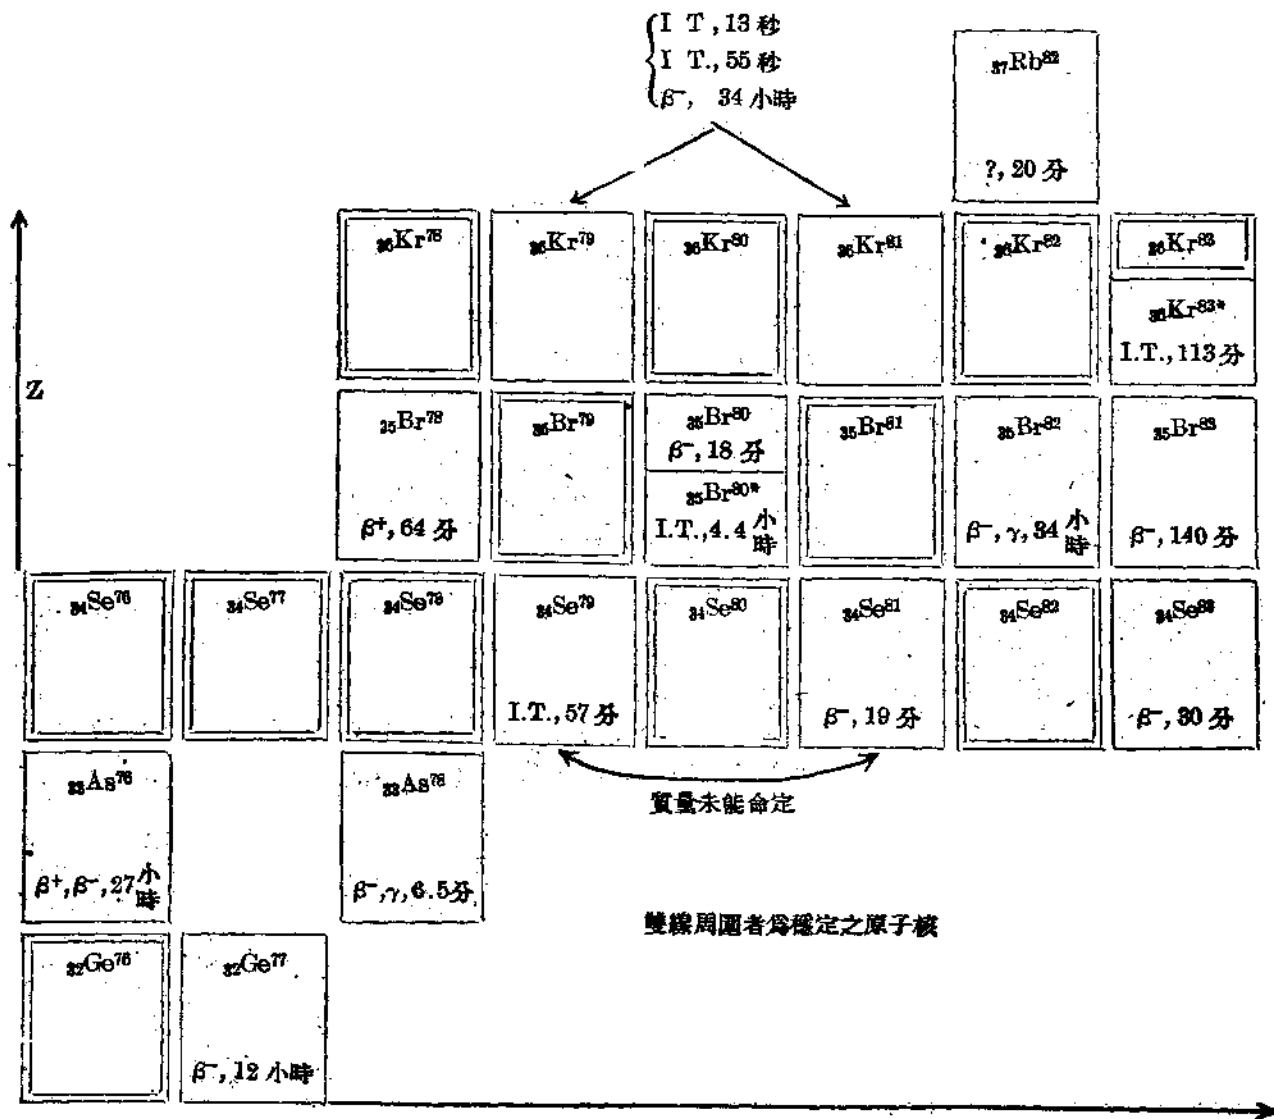 I T, 13 秒
I T., 55 秒
β⁻, 34 小時
₃₇Rb⁸²
?, 20 分
Z
₃₆Kr⁷⁸
₃₆Kr⁷⁹
₃₆Kr⁸⁰
₃₆Kr⁸¹
₃₆Kr⁸²
₃₆Kr⁸³
₃₆Kr⁸³*
I.T., 113 分
₃₅Br⁷⁸
β⁺, 64 分
₃₅Br⁷⁹
₃₅Br⁸⁰
β⁻, 18 分
₃₅Br⁸⁰*
I.T., 4.4 小時
₃₅Br⁸¹
₃₅Br⁸²
β⁻, γ, 34 小時
₃₅Br⁸³
β⁻, 140 分
₃₄Se⁷⁶
₃₄Se⁷⁷
₃₄Se⁷⁸
₃₄Se⁷⁹
I.T., 57 分
₃₄Se⁸⁰
₃₄Se⁸¹
β⁻, 19 分
₃₄Se⁸²
₃₄Se⁸³
β⁻, 30 分
質量未能命定
₃₃As⁷⁶
β⁺, β⁻, 27 小時
₃₃As⁷⁸
β⁻, γ, 6.5 分
雙線周圍者爲穩定之原子核
₃₂Ge⁷⁶
₃₂Ge⁷⁷
β⁻, 12 小時